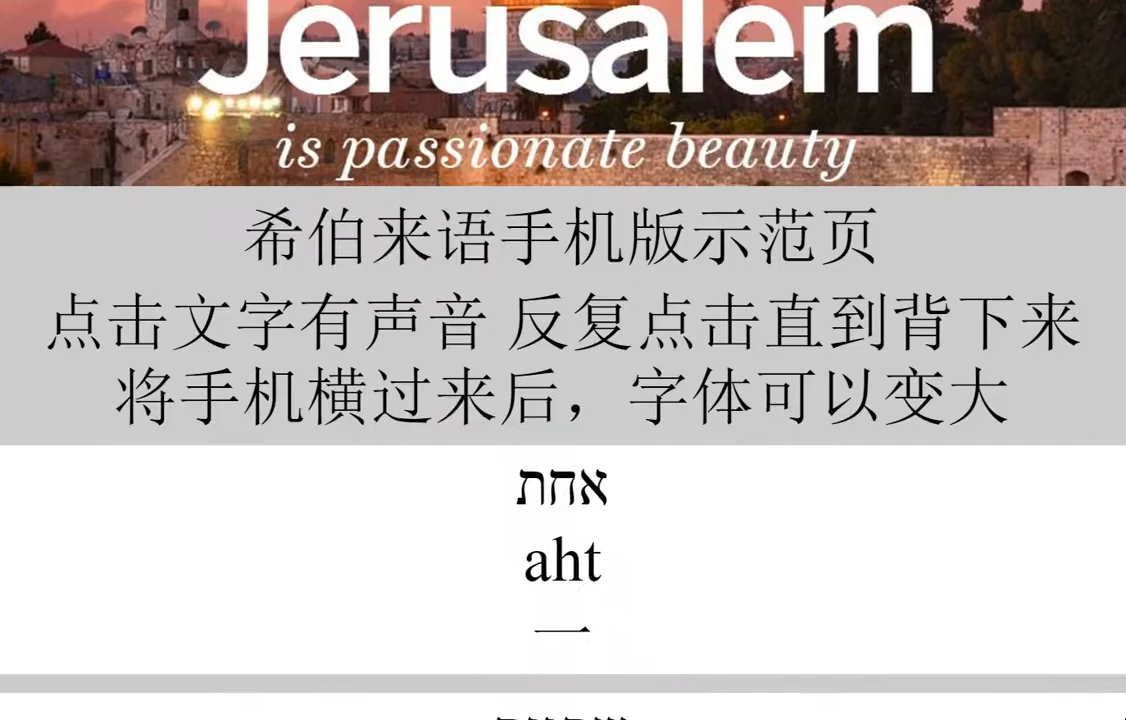 Jerusalem
is passionate beauty
希伯来语手机版示范页
点击文字有声音 反复点击直到背下来
将手机横过来后，字体可以变大
אחת
aht
一